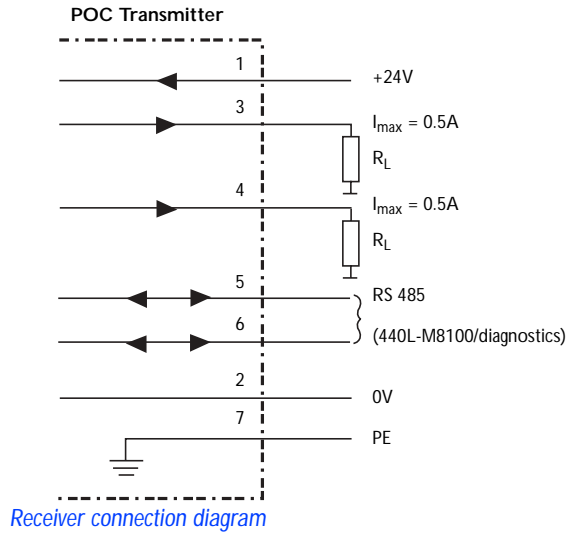 POC Transmitter
1 +24V
3 Imax = 0.5A
RL
4 Imax = 0.5A
RL
5 RS 485
6 (440L-M8100/diagnostics)
2 0V
7 PE
Receiver connection diagram